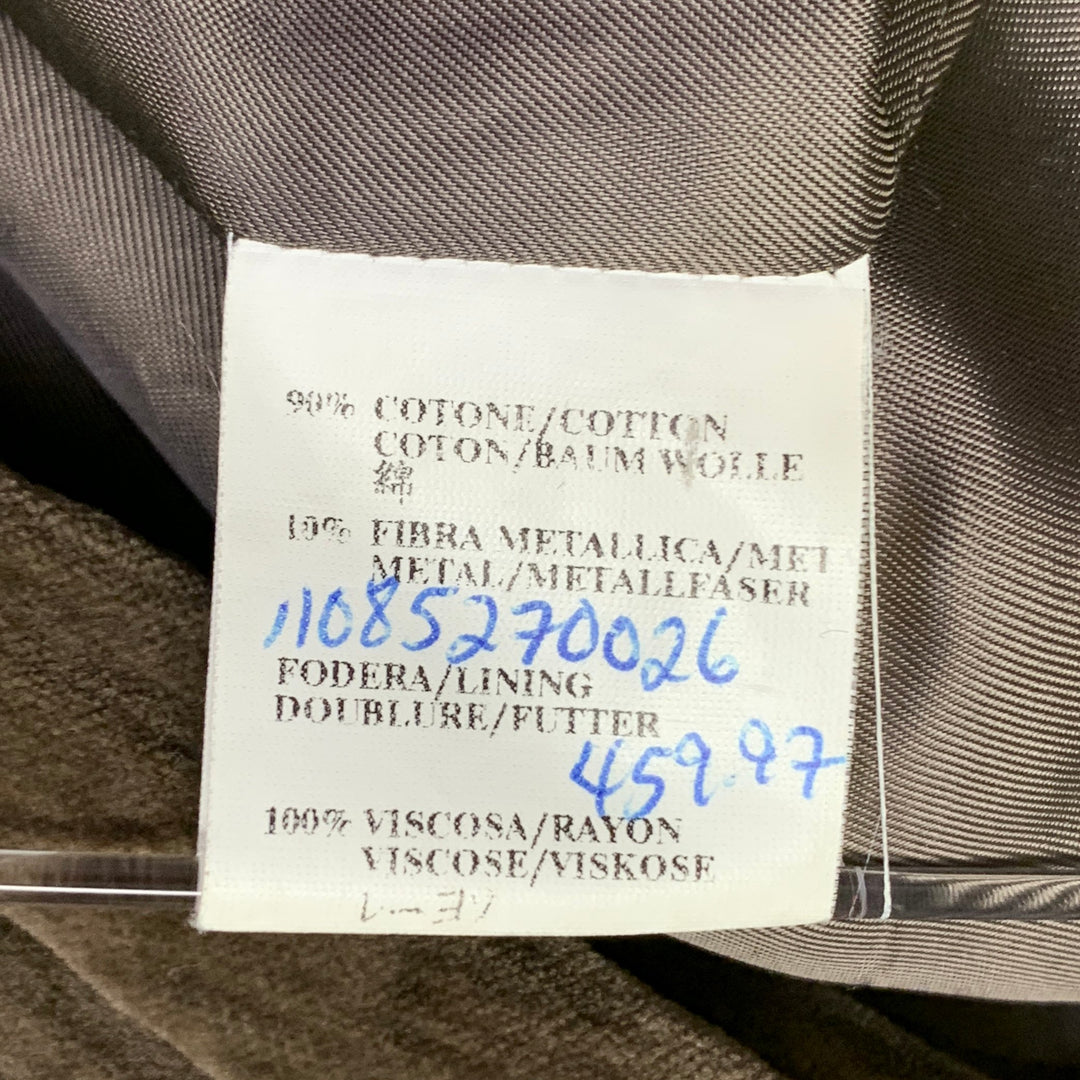 90% COTONE/COTTON
COTON/BAUM WOLLE
綿
10% FIBRA METALLICA/MET
METAL/METALLFASER
11085270026
FODERA/LINING
DOUBLURE/FUTTER
459.97
100% VISCOSA/RAYON
VISCOSE/VISKOSE